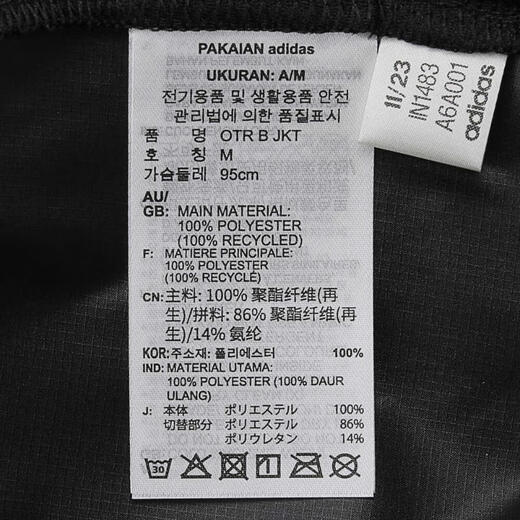 PAKAIAN adidas
UKURAN: A/M
전기용품 및 생활용품 안전
관리법에 의한 품질표시
품 명 OTR B JKT
호 칭 M
가슴둘레 95cm
AU/
GB: MAIN MATERIAL:
100% POLYESTER
(100% RECYCLED)
F: MATIERE PRINCIPALE:
100% POLYESTER
(100% RECYCLÉ)
CN: 主料: 100% 聚酯纤维(再
生)/拼料: 86% 聚酯纤维(再
生)/14% 氨纶
KOR: 주소재: 폴리에스터 100%
IND: MATERIAL UTAMA:
100% POLYESTER (100% DAUR
ULANG)
J: 本体 ポリエステル 100%
切替部分 ポリエステル 86%
ポリウレタン 14%
30
11/23
IN1483
A6A001
adidas